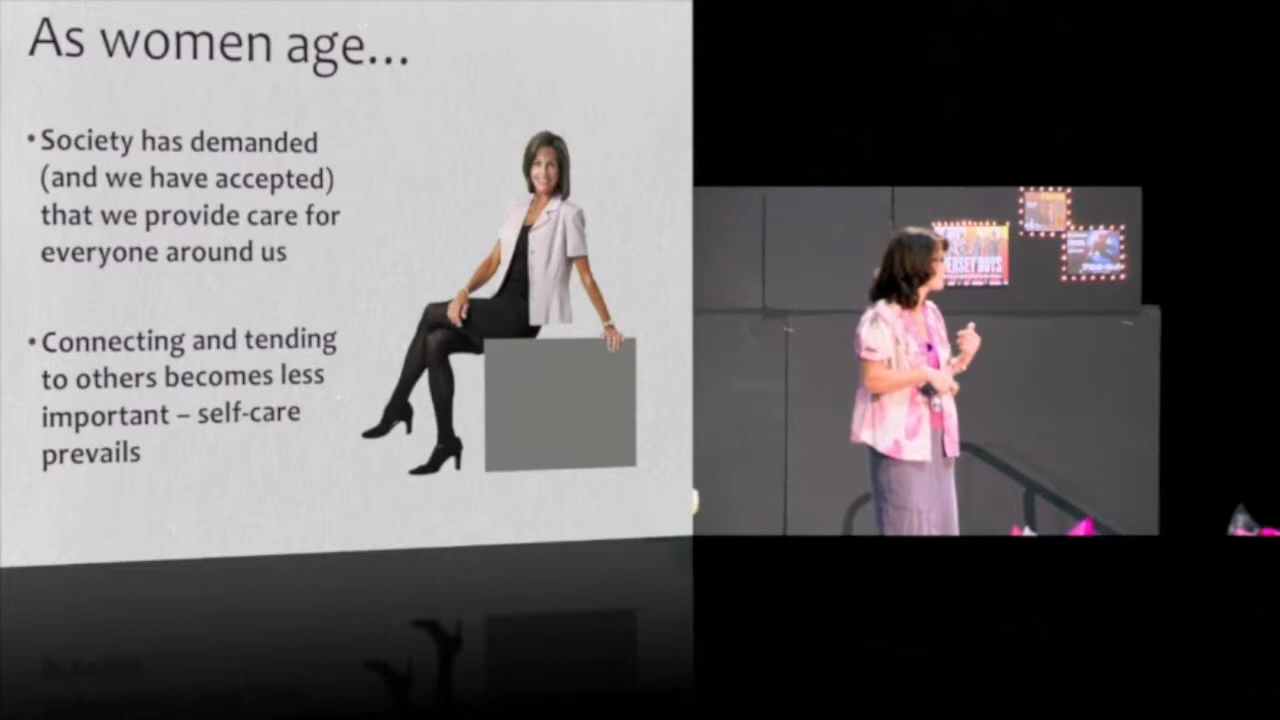 As women age...
• Society has demanded
(and we have accepted)
that we provide care for
everyone around us
• Connecting and tending
to others becomes less
important – self-care
prevails
JERSEY BOYS